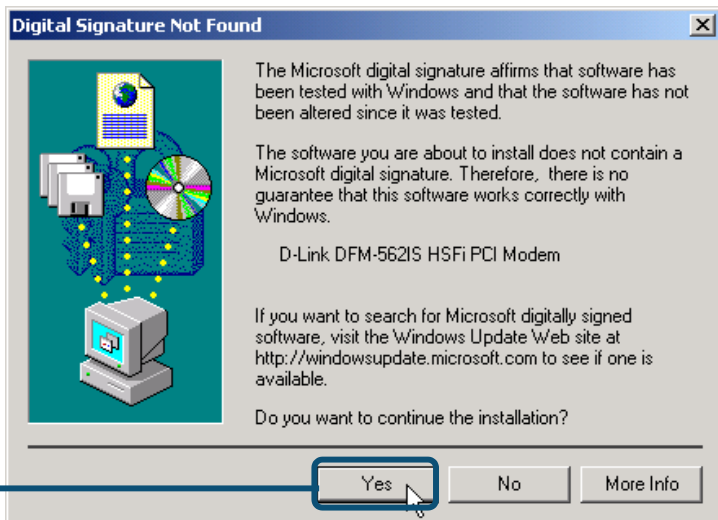 Digital Signature Not Found
The Microsoft digital signature affirms that software has
been tested with Windows and that the software has not
been altered since it was tested.
The software you are about to install does not contain a
Microsoft digital signature. Therefore,  there is no
guarantee that this software works correctly with
Windows.
D-Link DFM-562IS HSFi PCI Modem
If you want to search for Microsoft digitally signed
software, visit the Windows Update Web site at
http://windowsupdate.microsoft.com to see if one is
available.
Do you want to continue the installation?
Yes No More Info